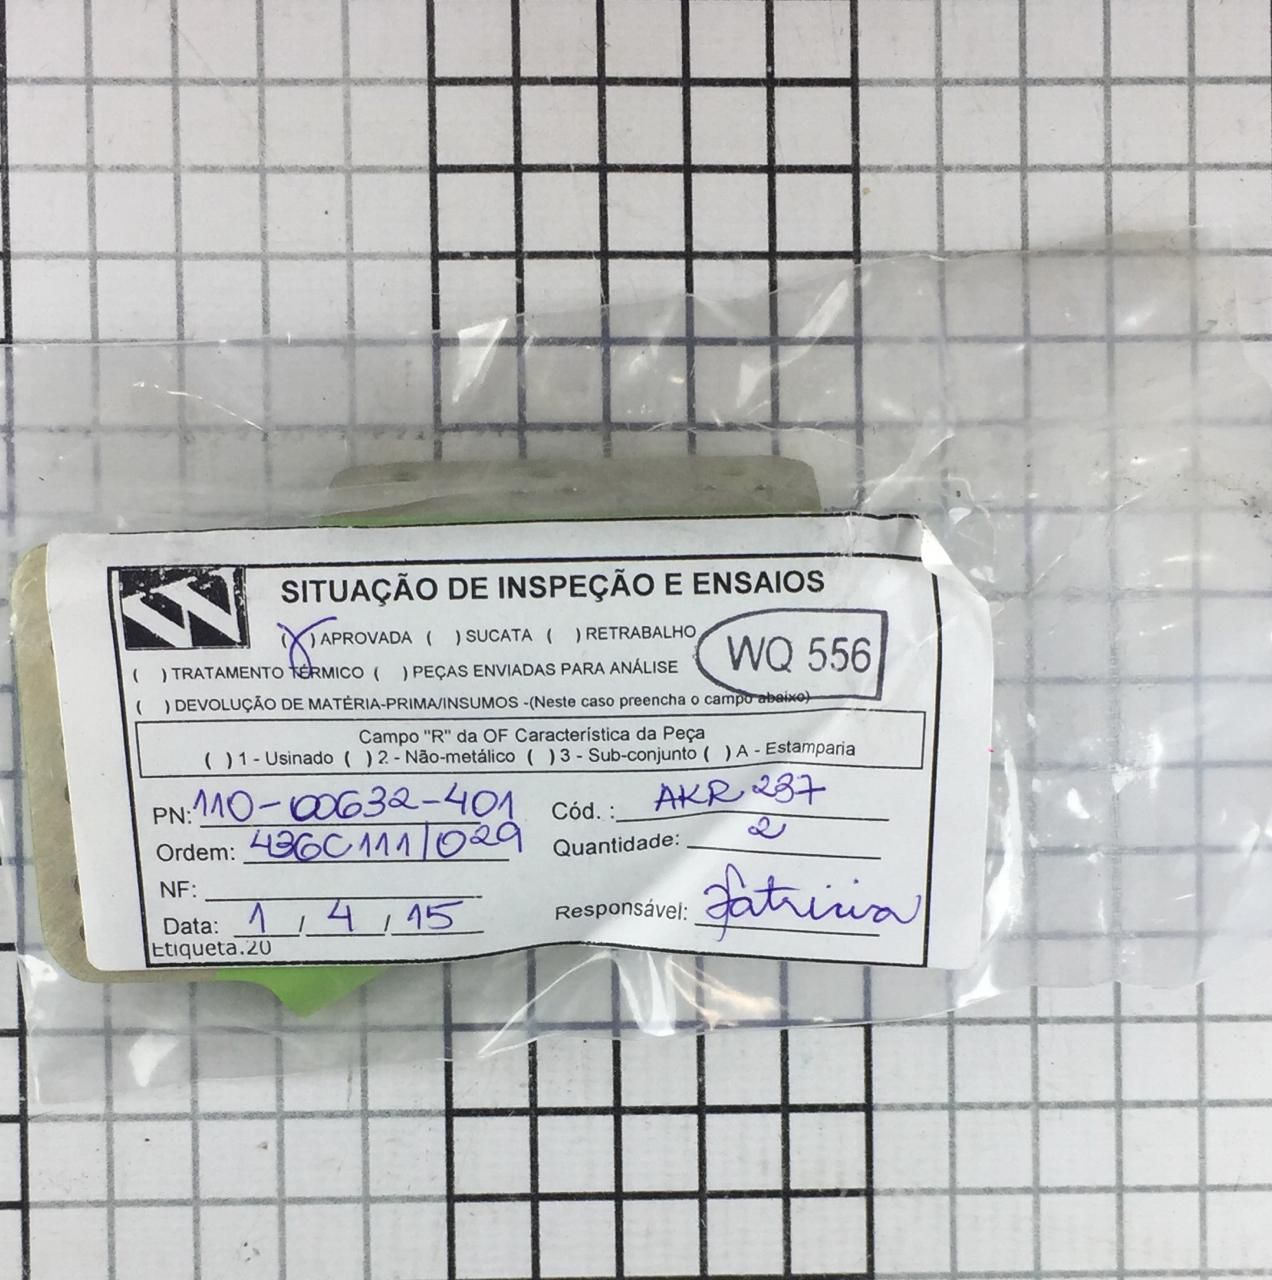 SITUAÇÃO DE INSPEÇÃO E ENSAIOS
(X) APROVADA ( ) SUCATA ( ) RETRABALHO
( ) TRATAMENTO TÉRMICO ( ) PEÇAS ENVIADAS PARA ANÁLISE
WQ 556
( ) DEVOLUÇÃO DE MATÉRIA-PRIMA/INSUMOS -(Neste caso preencha o campo abaixo)
Campo "R" da OF Característica da Peça
( ) 1 - Usinado ( ) 2 - Não-metálico ( ) 3 - Sub-conjunto ( ) A - Estamparia
PN: 110-00632-401 Cód. : AKR 237
Ordem: 436C111/029 Quantidade: 2
NF:
Data: 1 / 4 / 15 Responsável:
Etiqueta.20